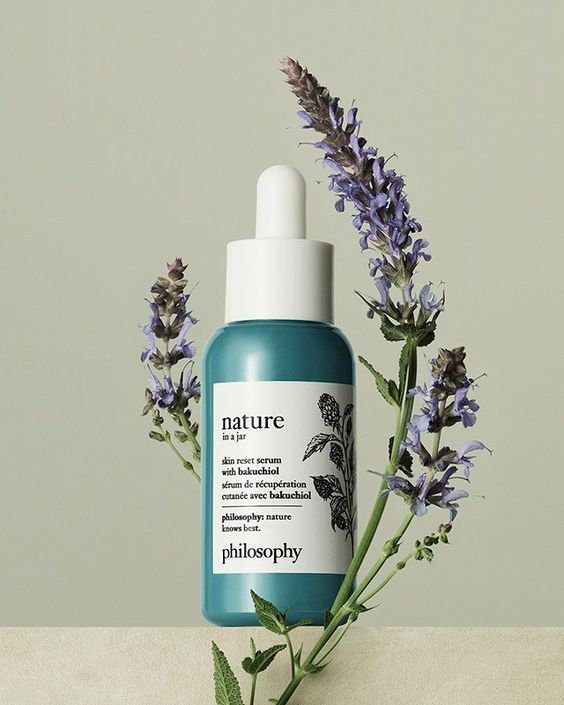 nature
in a jar
skin reset serum
with bakuchiol
sérum de récupération
cutanée avec bakuchiol
philosophy: nature
knows best.
philosophy